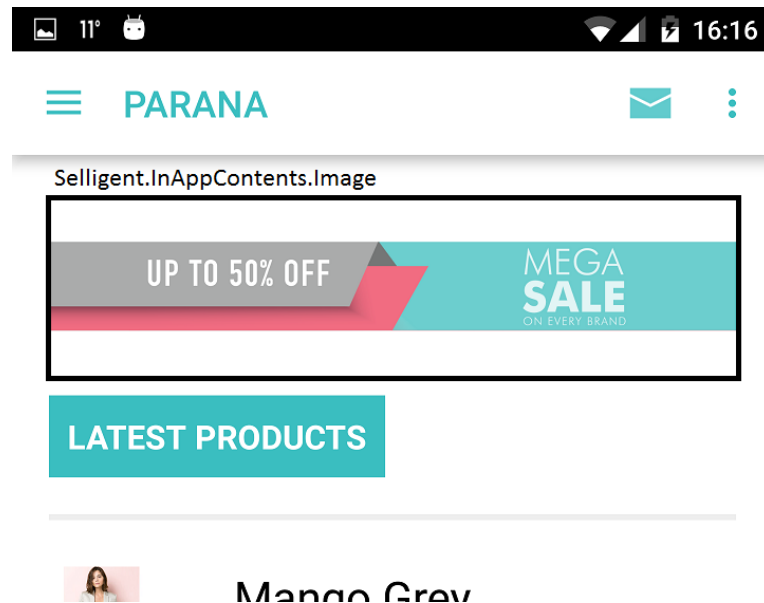 11° 16:16
PARANA
Selligent.InAppContents.Image
UP TO 50% OFF
MEGA
SALE
ON EVERY BRAND
LATEST PRODUCTS
Mango Grey